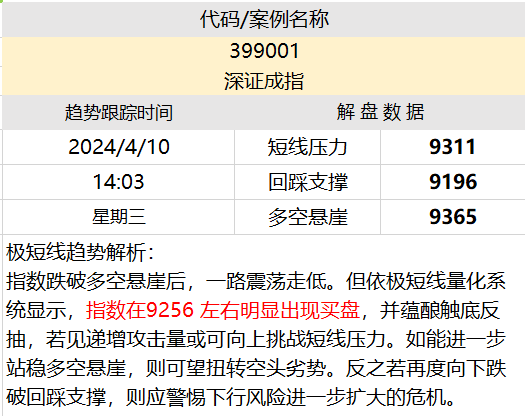 代码/案例名称
399001
深证成指
趋势跟踪时间 解盘数据
2024/4/10 短线压力 9311
14:03 回踩支撑 9196
星期三 多空悬崖 9365
极短线趋势解析：
指数跌破多空悬崖后，一路震荡走低。但依极短线量化系
统显示，指数在9256 左右明显出现买盘，并蕴酿触底反
抽，若见递增攻击量或可向上挑战短线压力。如能进一步
站稳多空悬崖，则可望扭转空头劣势。反之若再度向下跌
破回踩支撑，则应警惕下行风险进一步扩大的危机。